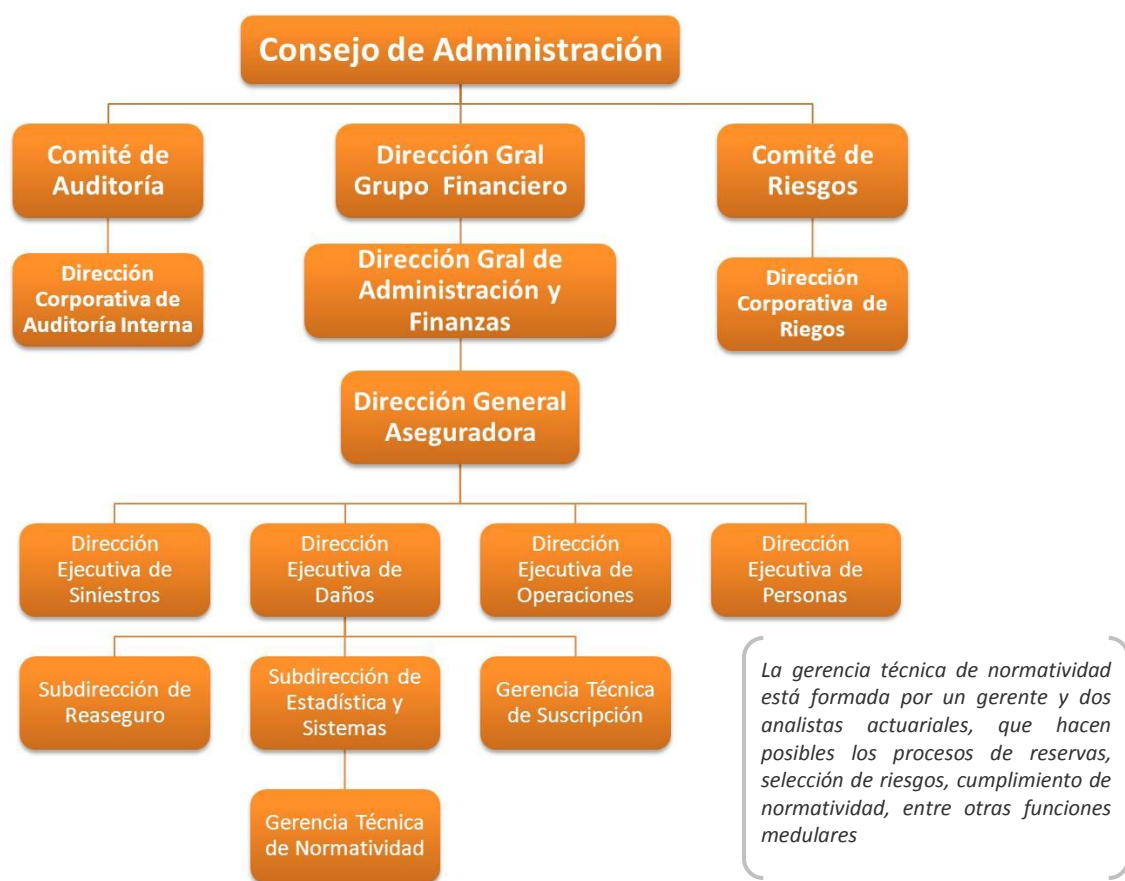 Consejo de Administración
Comité de
Auditoría
Dirección Gral
Grupo Financiero
Comité de
Riesgos
Dirección
Corporativa de
Auditoría Interna
Dirección Gral de
Administración y
Finanzas
Dirección
Corporativa de
Riegos
Dirección General
Aseguradora
Dirección
Ejecutiva de
Siniestros
Dirección
Ejecutiva de
Daños
Dirección
Ejecutiva de
Operaciones
Dirección
Ejecutiva de
Personas
Subdirección de
Reaseguro
Subdirección de
Estadística y
Sistemas
Gerencia Técnica
de Suscripción
Gerencia Técnica
de Normatividad
La gerencia técnica de normatividad
está formada por un gerente y dos
analistas actuariales, que hacen
posibles los procesos de reservas,
selección de riesgos, cumplimiento de
normatividad, entre otras funciones
medulares